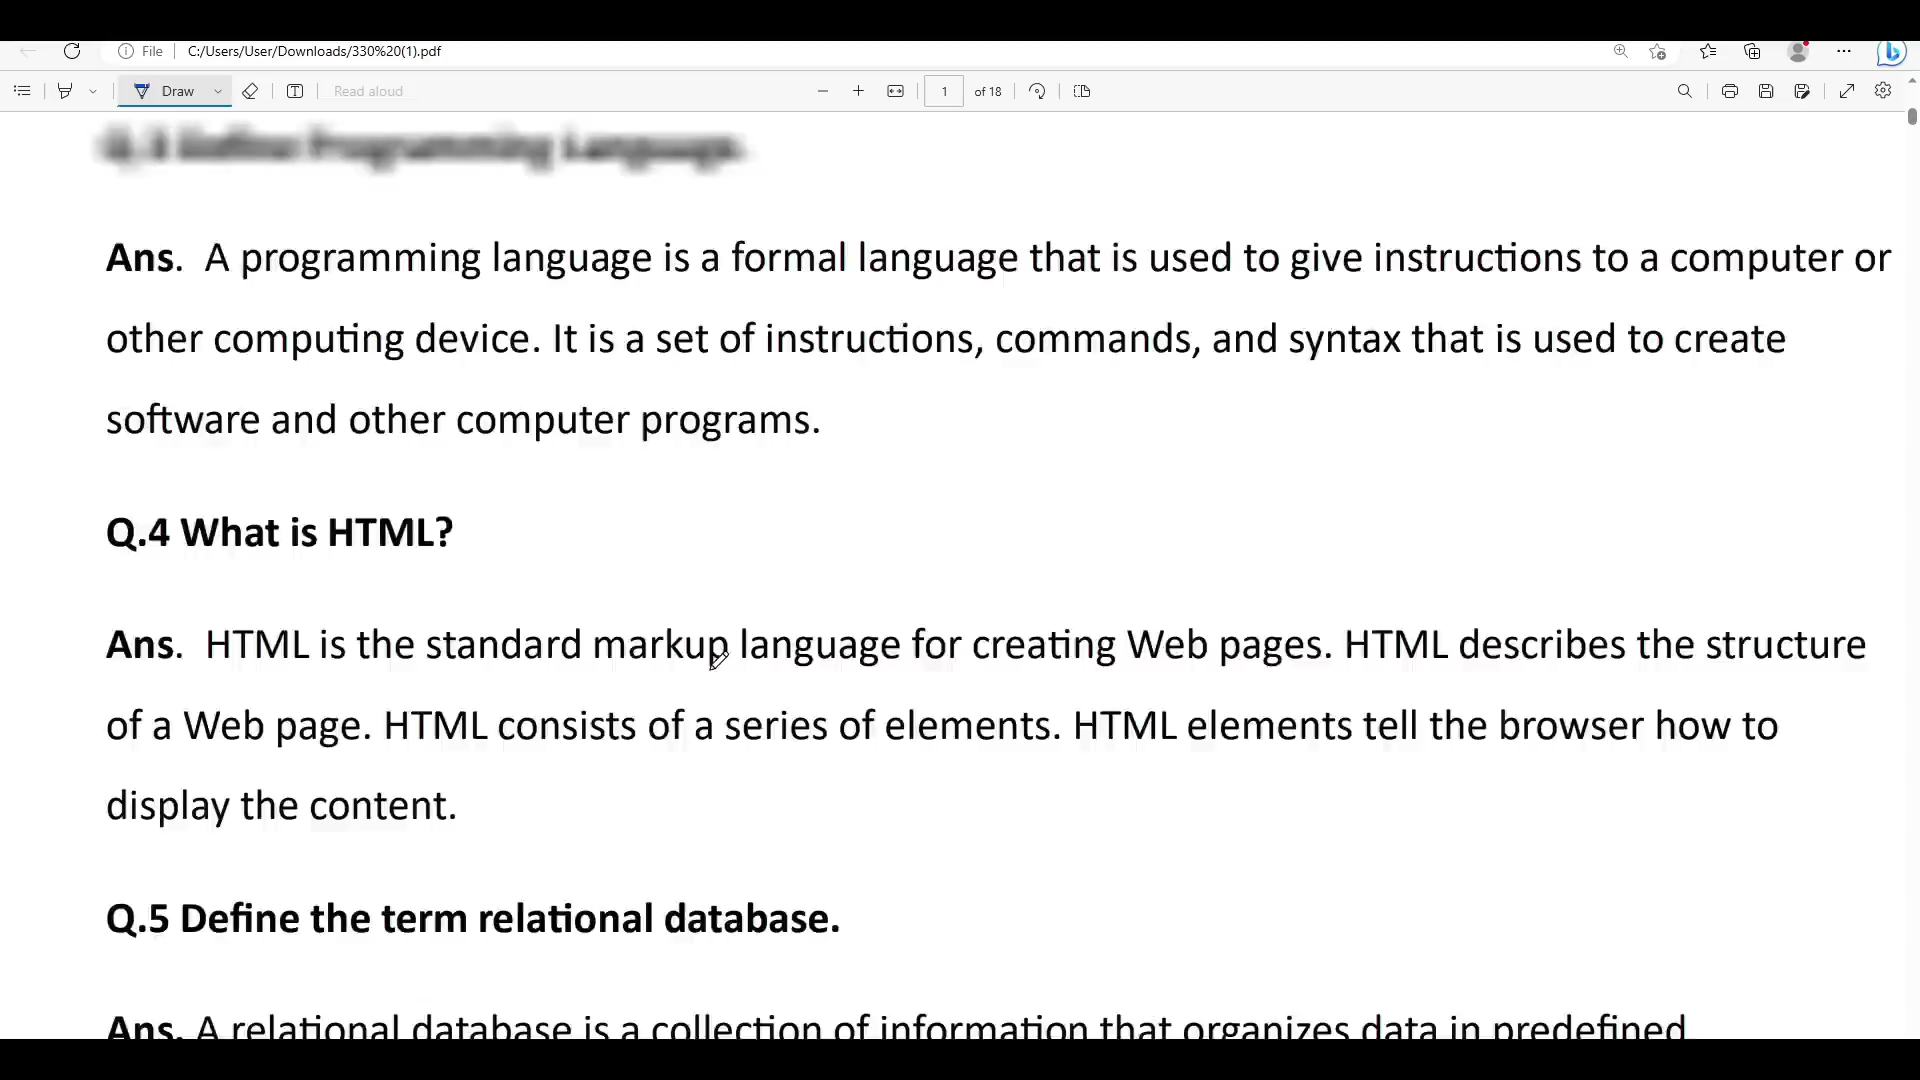 File C:/Users/User/Downloads/330%20(1).pdf
Draw Read aloud 1 of 18
Q.3 Define Programming Language.
Ans. A programming language is a formal language that is used to give instructions to a computer or
other computing device. It is a set of instructions, commands, and syntax that is used to create
software and other computer programs.
Q.4 What is HTML?
Ans. HTML is the standard markup language for creating Web pages. HTML describes the structure
of a Web page. HTML consists of a series of elements. HTML elements tell the browser how to
display the content.
Q.5 Define the term relational database.
Ans. A relational database is a collection of information that organizes data in predefined